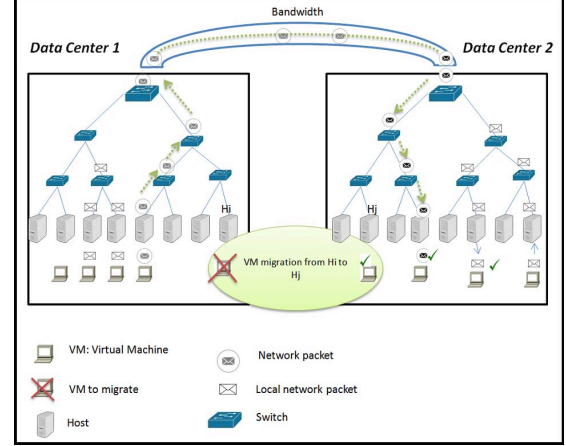 Bandwidth
Data Center 1
Data Center 2
Hi
Hj
VM migration from Hi to
Hj
VM: Virtual Machine
Network packet
VM to migrate
Local network packet
Host
Switch